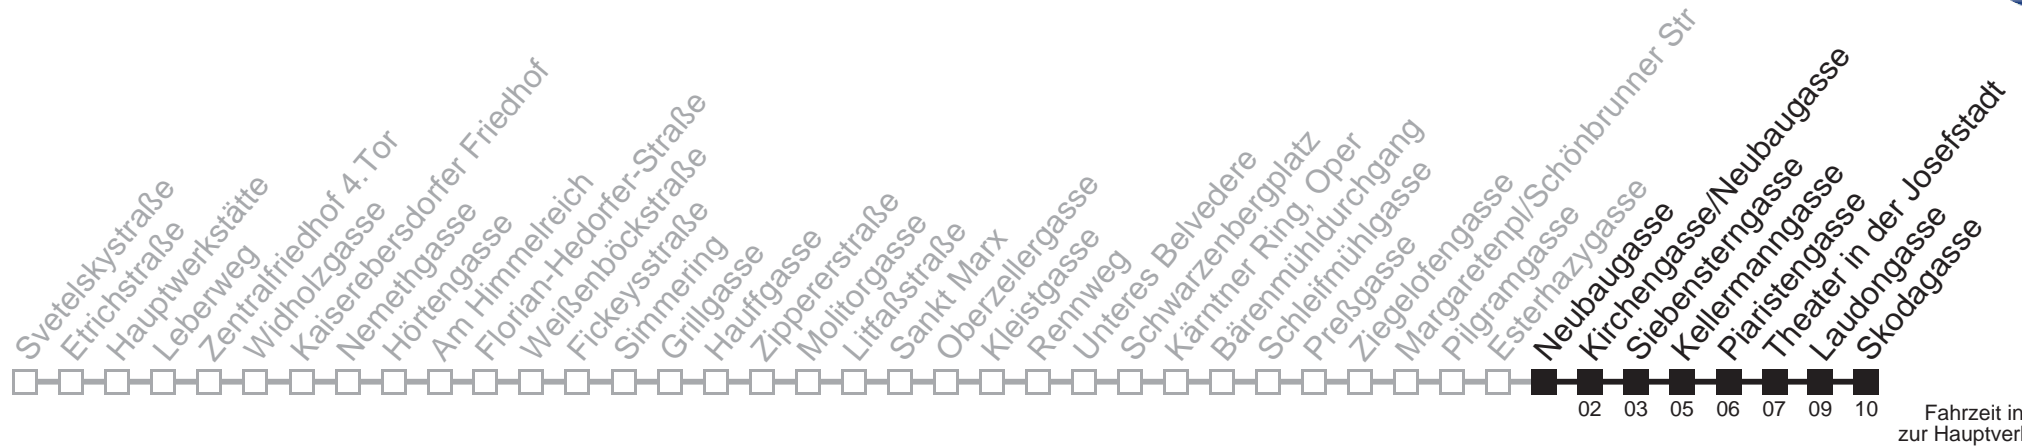 Svetelskystraße
Etrichstraße
Hauptwerkstätte
Leberweg
Zentralfriedhof 4.Tor
Widholzgasse
Kaiserebersdorfer Friedhof
Nemethgasse
Hörtengasse
Am Himmelreich
Florian-Hedorfer-Straße
Weißenböckstraße
Fickeysstraße
Simmering
Grillgasse
Hauffgasse
Zippererstraße
Molitorgasse
Litfaßstraße
Sankt Marx
Oberzellergasse
Kleistgasse
Rennweg
Unteres Belvedere
Schwarzenbergplatz
Kärntner Ring, Oper
Bärenmühldurchgang
Schleifmühlgasse
Preßgasse
Ziegelofengasse
Margaretenpl/Schönbrunner Str
Pilgramgasse
Esterhazygasse
Neubaugasse
Kirchengasse/Neubaugasse
Siebensterngasse
Kellermanngasse
Piaristengasse
Theater in der Josefstadt
Laudongasse
Skodagasse
02 03 05 06 07 09 10
Fahrzeit in
zur